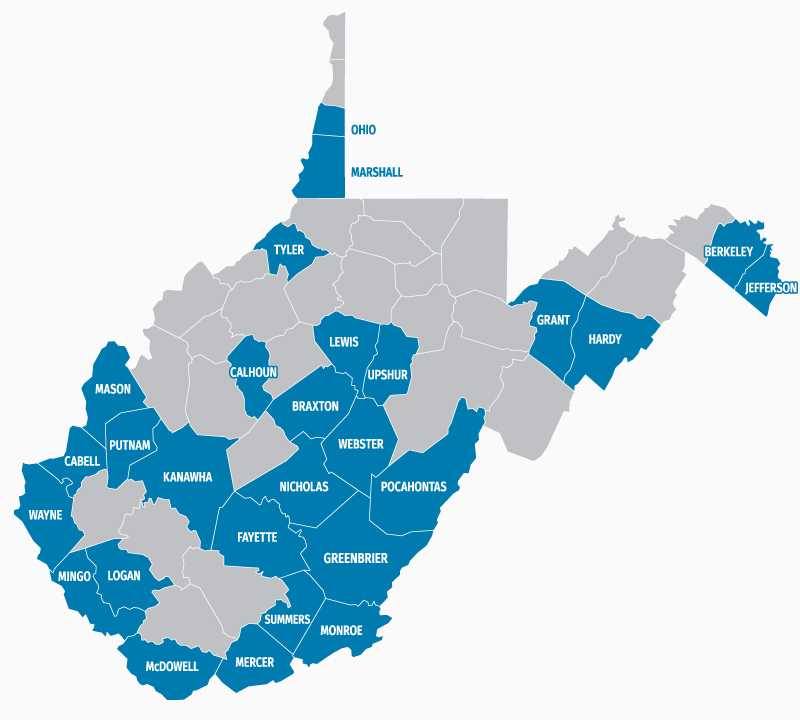 OHIO
MARSHALL
TYLER
BERKELEY
JEFFERSON
GRANT
HARDY
LEWIS
CALHOUN
UPSHUR
MASON
BRAXTON
PUTNAM
WEBSTER
CABELL
KANAWHA
NICHOLAS
POCAHONTAS
WAYNE
FAYETTE
GREENBRIER
MINGO
LOGAN
SUMMERS
MONROE
McDOWELL
MERCER